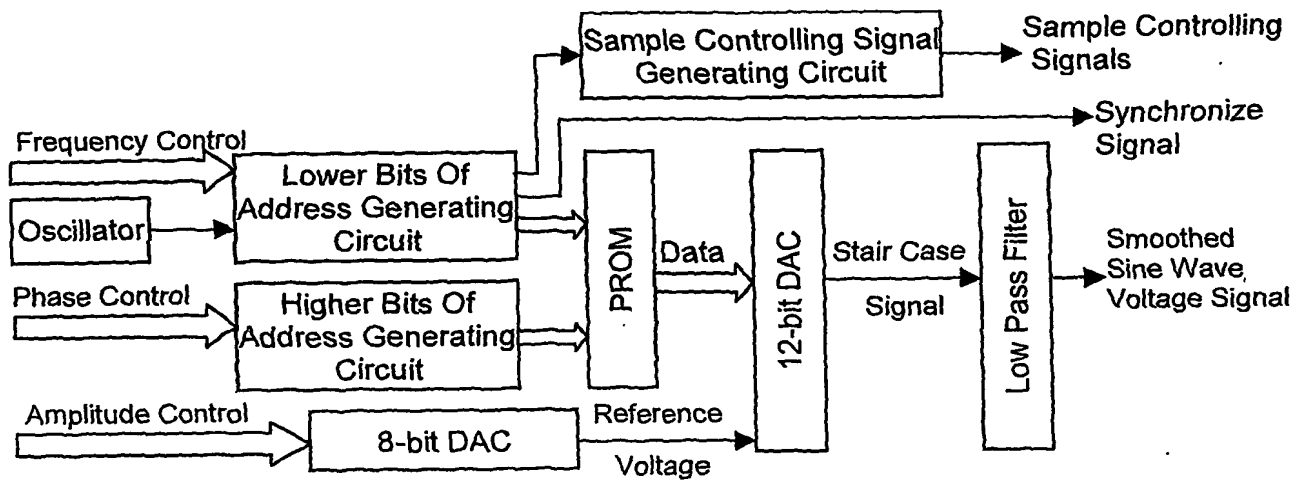 Sample Controlling Signal
Generating Circuit
Sample Controlling
Signals
Synchronize
Signal
Frequency Control
Oscillator
Lower Bits Of
Address Generating
Circuit
Phase Control
Higher Bits Of
Address Generating
Circuit
PROM
Data
12-bit DAC
Stair Case
Signal
Low Pass Filter
Smoothed
Sine Wave
Voltage Signal
Amplitude Control
8-bit DAC
Reference
Voltage